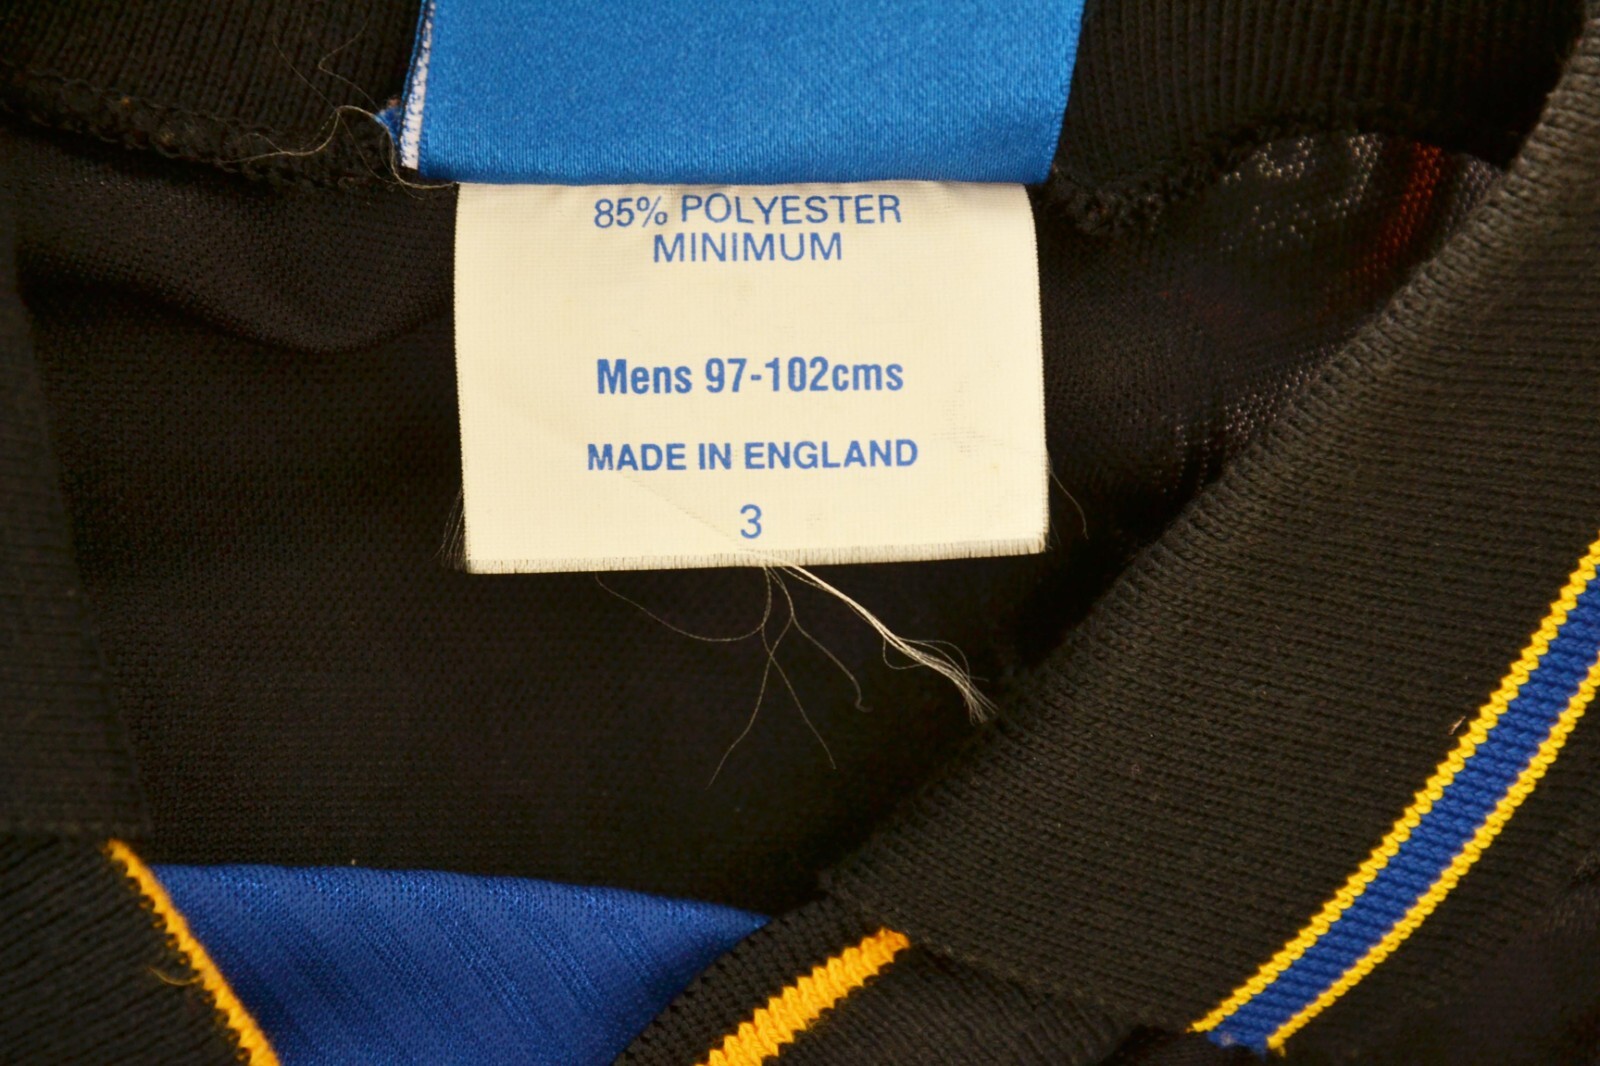 85% POLYESTER
MINIMUM
Mens 97-102cms
MADE IN ENGLAND
3